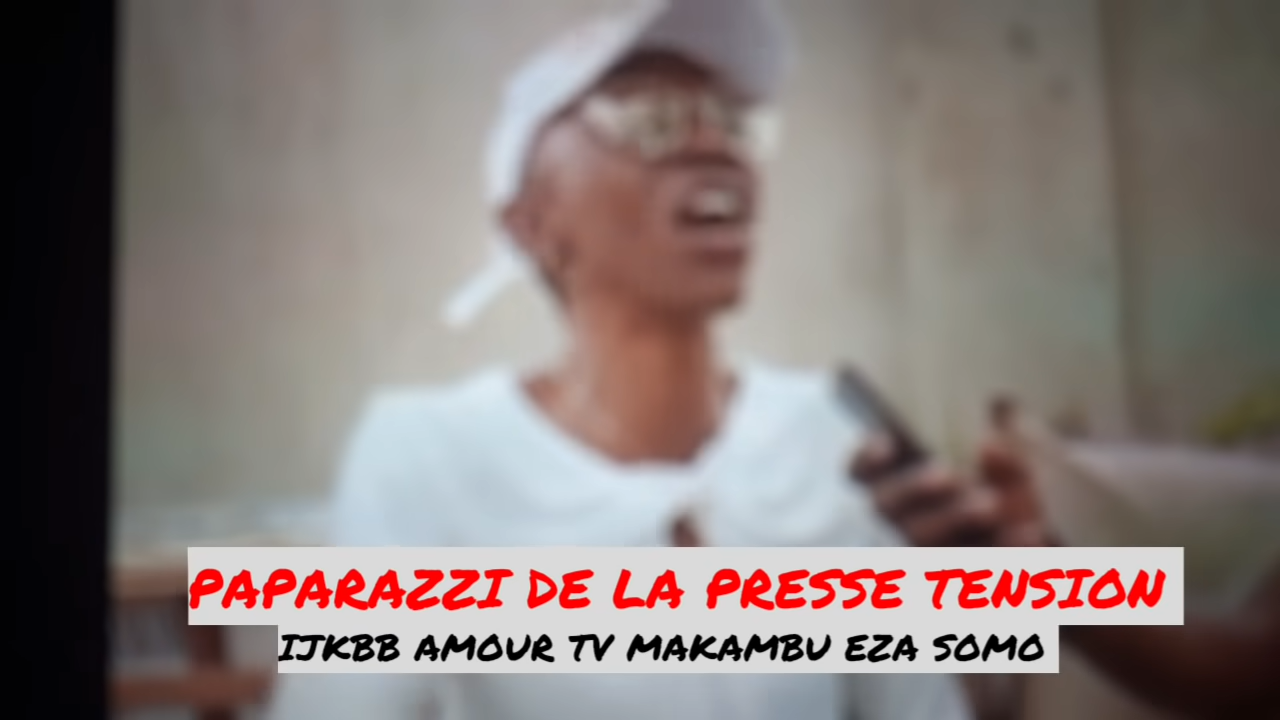 PAPARAZZI DE LA PRESSE TENSION
IJKBB AMOUR TV MAKAMBU EZA SOMO